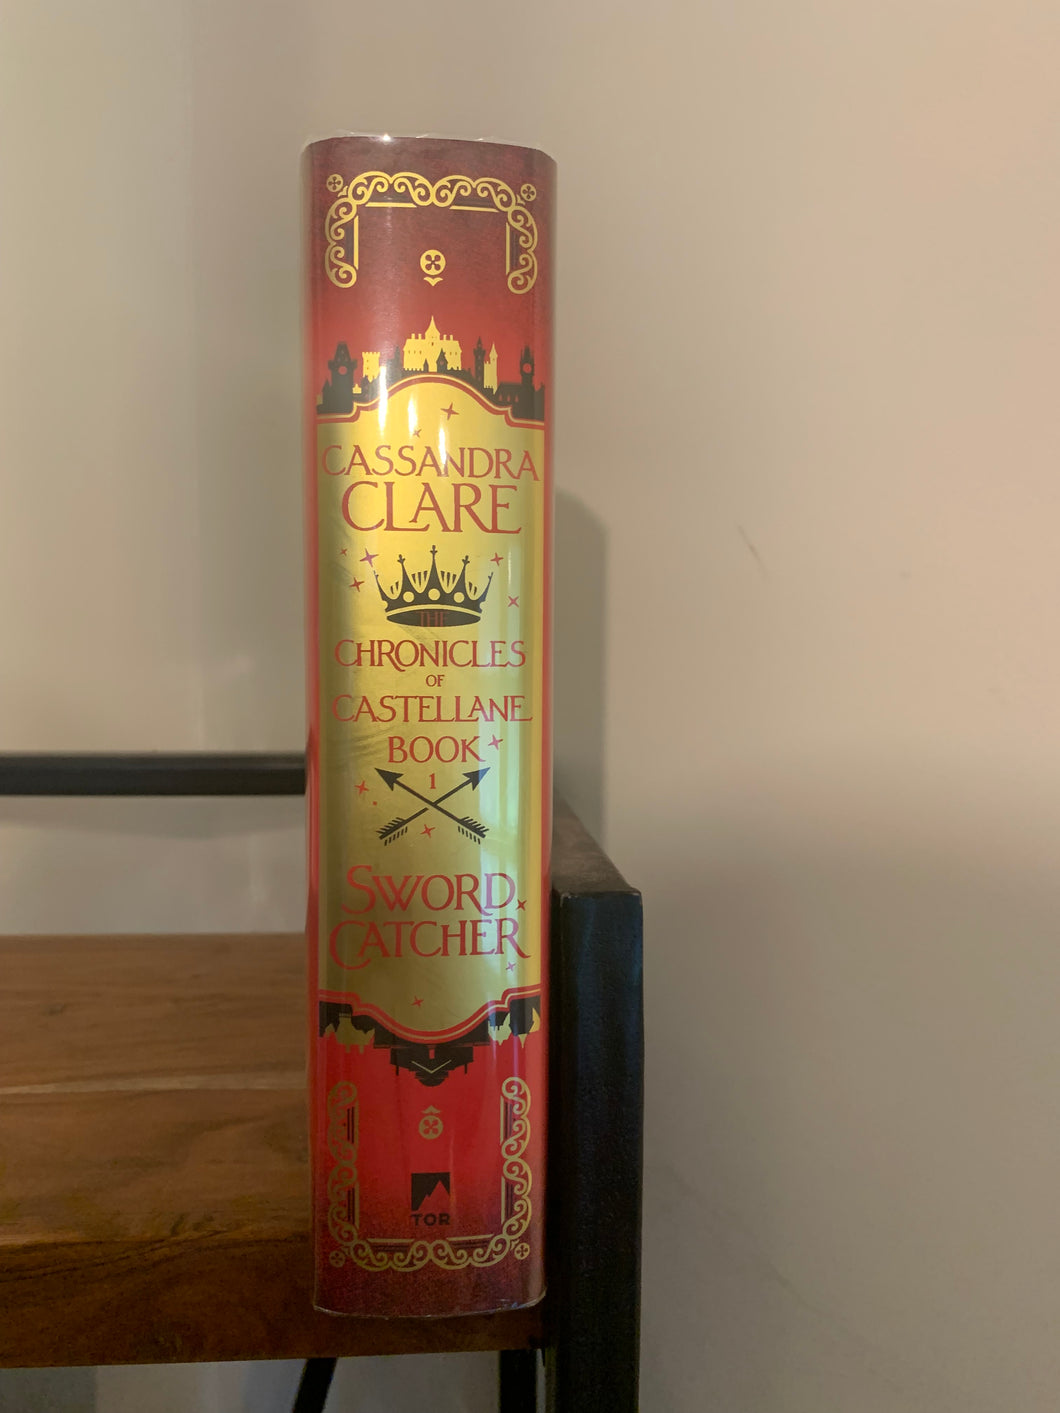 CASSANDRA
CLARE
THE
CHRONICLES
OF
CASTELLANE
BOOK
1
SWORD
CATCHER
TOR